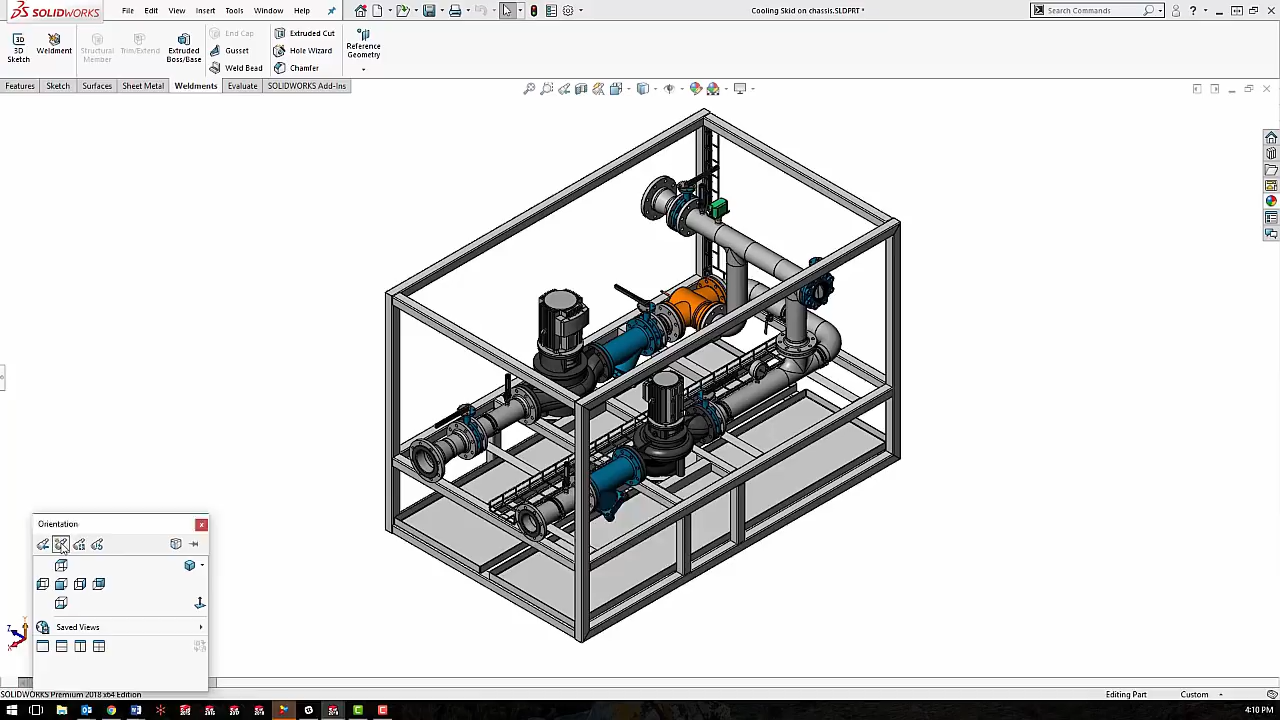 SOLIDWORKS File Edit View Insert Tools Window Help Cooling Skid on chassis.SLDPRT * Search Commands
3D Sketch
Weldment
Structural Member
Trim/Extend
Extruded Boss/Base
End Cap
Gusset
Weld Bead
Extruded Cut
Hole Wizard
Chamfer
Reference Geometry
Features Sketch Surfaces Sheet Metal Weldments Evaluate SOLIDWORKS Add-Ins
Orientation
Saved Views
SOLIDWORKS Premium 2018 x64 Edition Editing Part Custom
4:10 PM